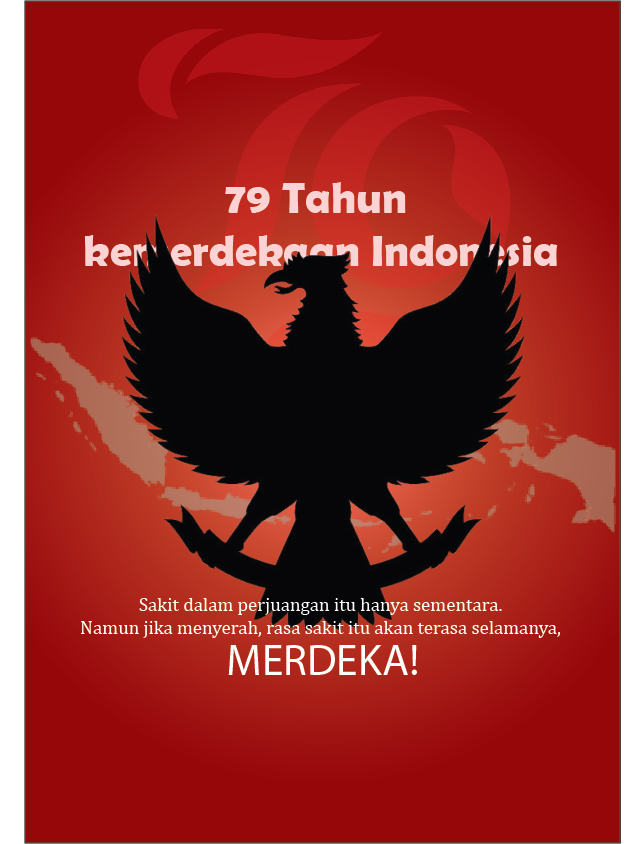 79 Tahun
kemerdekaan Indonesia
Sakit dalam perjuangan itu hanya sementara.
Namun jika menyerah, rasa sakit itu akan terasa selamanya,
MERDEKA!